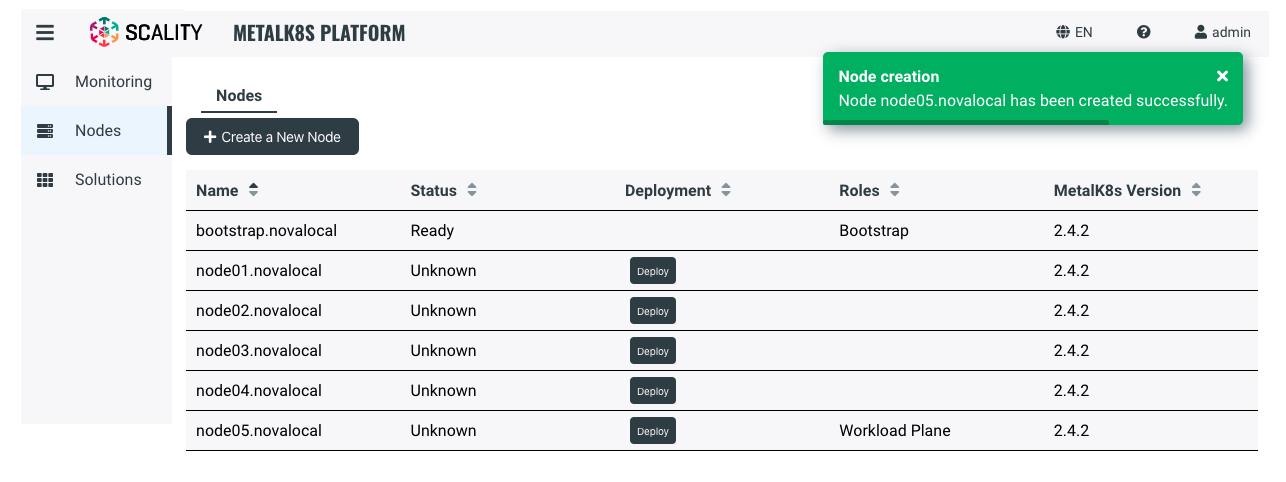 SCALITY METALK8S PLATFORM EN admin
Monitoring
Nodes
Solutions
Node creation
Node node05.novalocal has been created successfully.
Nodes
Create a New Node
Name Status Deployment Roles MetalK8s Version
bootstrap.novalocal Ready Bootstrap 2.4.2
node01.novalocal Unknown Deploy 2.4.2
node02.novalocal Unknown Deploy 2.4.2
node03.novalocal Unknown Deploy 2.4.2
node04.novalocal Unknown Deploy 2.4.2
node05.novalocal Unknown Deploy Workload Plane 2.4.2